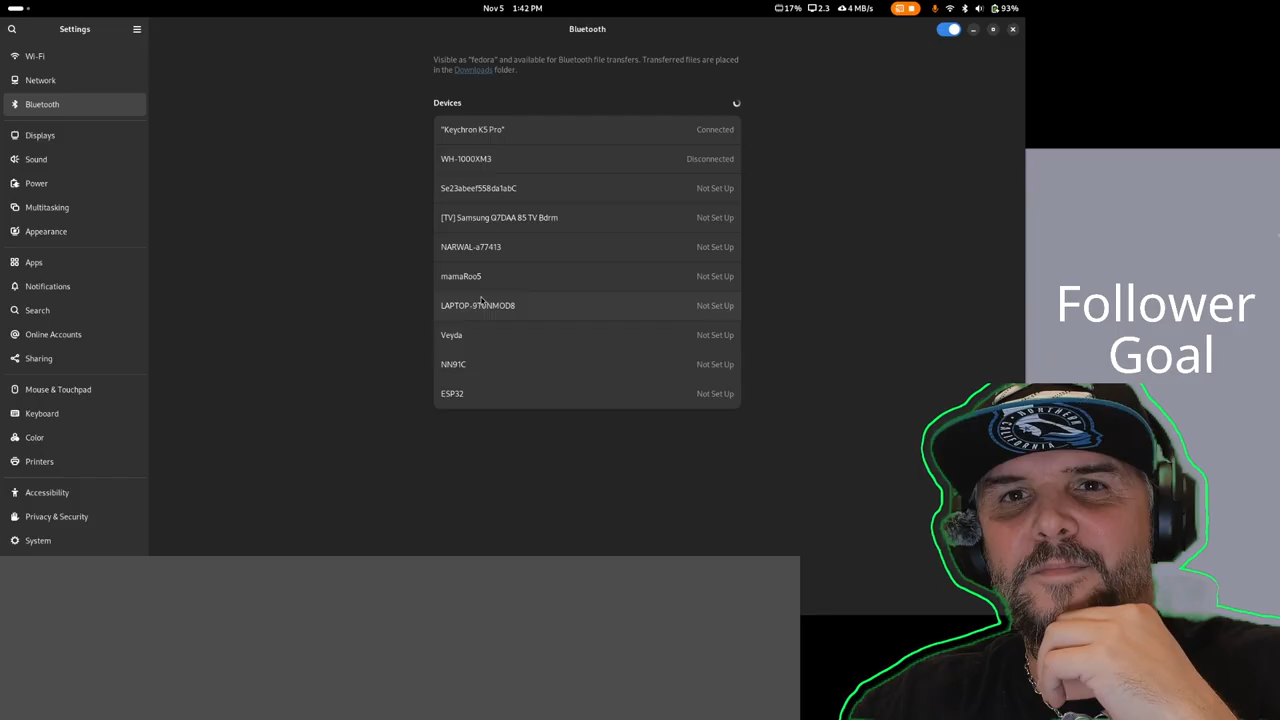 Nov 5 1:42 PM
17% 2.3 4 MB/s
93%
Settings
Bluetooth
Wi-Fi
Network
Bluetooth
Displays
Sound
Power
Multitasking
Appearance
Apps
Notifications
Search
Online Accounts
Sharing
Mouse & Touchpad
Keyboard
Color
Printers
Accessibility
Privacy & Security
System
Visible as "fedora" and available for Bluetooth file transfers. Transferred files are placed
in the Downloads folder.
Devices
"Keychron K5 Pro" Connected
WH-1000XM3 Disconnected
Se23abeef558da1abC Not Set Up
[TV] Samsung Q7DAA 85 TV Bdrm Not Set Up
NARWAL-a77413 Not Set Up
mamaRoo5 Not Set Up
Not Set Up
Veyda Not Set Up
NN91C Not Set Up
ESP32 Not Set Up
Follower
Goal
NORTHERN
CALIFORNIA